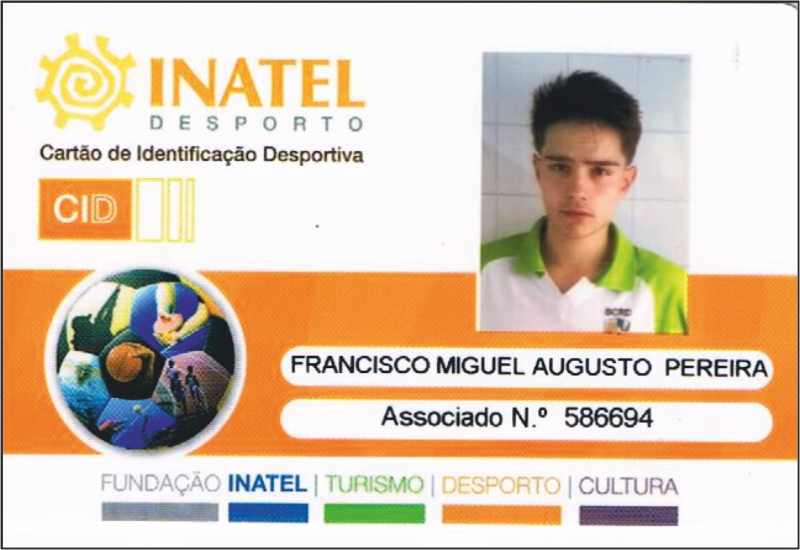 INATEL
DESPORTO
Cartão de Identificação Desportiva
CID
FRANCISCO MIGUEL AUGUSTO PEREIRA
Associado N.º 586694
FUNDAÇÃO INATEL | TURISMO | DESPORTO | CULTURA